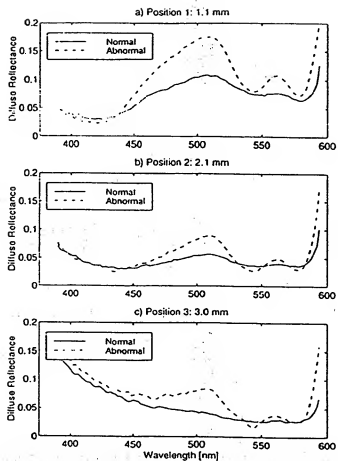 a) Position 1: 1.1 mm
Diffuse Reflectance
0.2
0.15
0.1
0.05
0
Normal
Abnormal
400
450
500
550
600
b) Position 2: 2.1 mm
Diffuse Reflectance
0.2
0.15
0.1
0.05
0
Normal
Abnormal
400
450
500
550
600
c) Position 3: 3.0 mm
Diffuse Reflectance
0.2
0.15
0.1
0.05
0
Normal
Abnormal
400
450
500
550
600
Wavelength [nm]